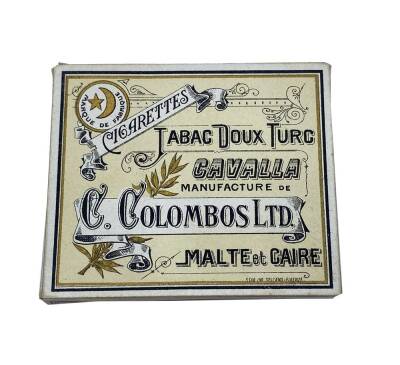 MARQUE DE FABRIQUE
CIGARETTES
TABAC DOUX TURC
CAVALLA
MANUFACTURE DE
C. COLOMBOS LTD.
MALTE et CAIRE